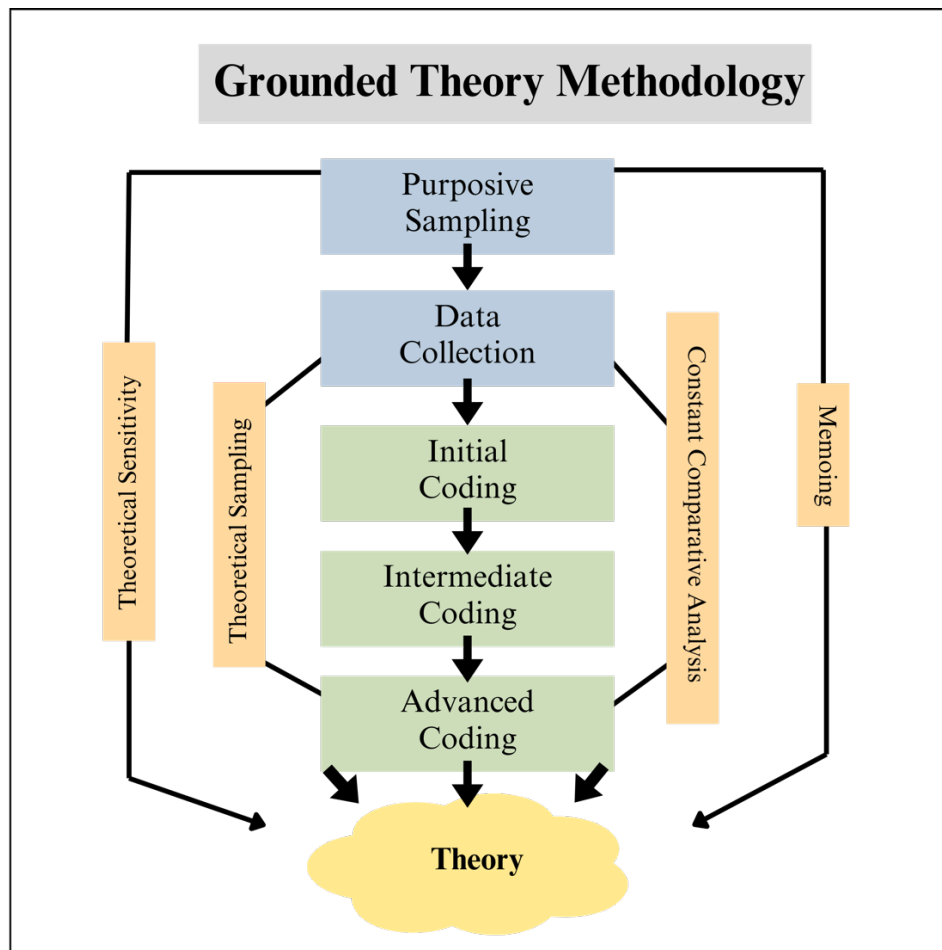 Grounded Theory Methodology
Purposive
Sampling
Data
Collection
Initial
Coding
Intermediate
Coding
Advanced
Coding
Theory
Theoretical Sensitivity
Theoretical Sampling
Constant Comparative Analysis
Memoing